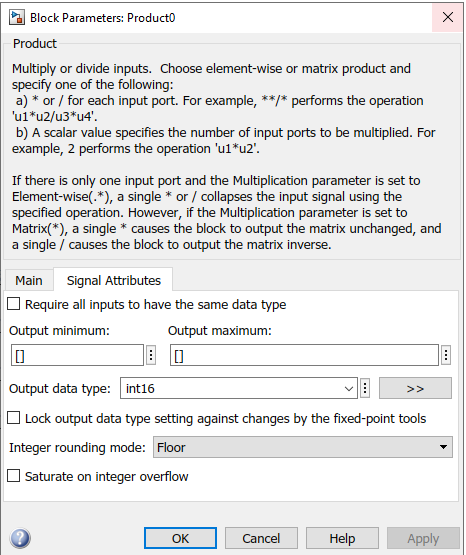 Block Parameters: Product0
Product
Multiply or divide inputs.  Choose element-wise or matrix product and
specify one of the following:
 a) * or / for each input port. For example, **/* performs the operation
'u1*u2/u3*u4'.
 b) A scalar value specifies the number of input ports to be multiplied. For
example, 2 performs the operation 'u1*u2'.
If there is only one input port and the Multiplication parameter is set to
Element-wise(.*), a single * or / collapses the input signal using the
specified operation. However, if the Multiplication parameter is set to
Matrix(*), a single * causes the block to output the matrix unchanged, and
a single / causes the block to output the matrix inverse.
Main Signal Attributes
Require all inputs to have the same data type
Output minimum: Output maximum:
[] []
Output data type: int16 >>
Lock output data type setting against changes by the fixed-point tools
Integer rounding mode: Floor
Saturate on integer overflow
? OK Cancel Help Apply